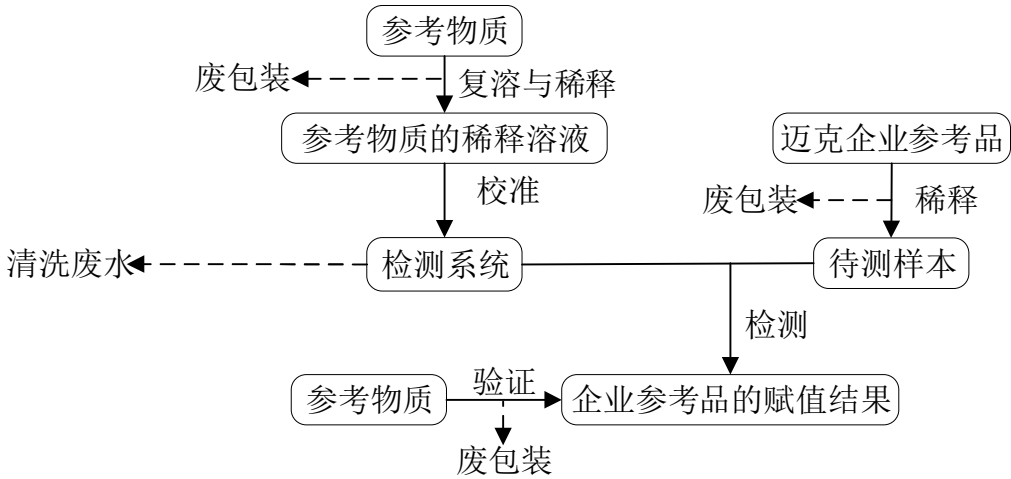 参考物质
废包装
复溶与稀释
参考物质的稀释溶液
迈克企业参考品
校准
废包装
稀释
清洗废水
检测系统
待测样本
检测
参考物质
验证
企业参考品的赋值结果
废包装